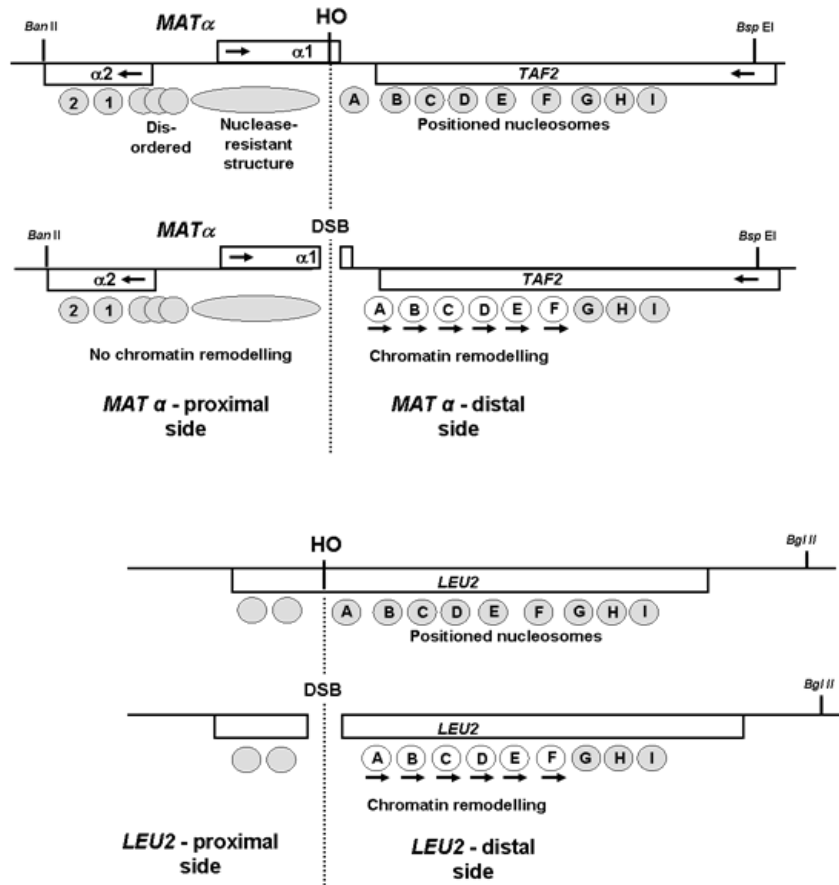 HO
Ban II
MATα
Bsp EI
α1
α2
TAF2
2 1
A B C D E F G H I
Dis-
ordered
Nuclease-
resistant
structure
Positioned nucleosomes
DSB
Ban II
MATα
Bsp EI
α1
α2
TAF2
2 1
A B C D E F G H I
No chromatin remodelling
Chromatin remodelling
MAT α - proximal
side
MAT α - distal
side
HO
Bgl II
LEU2
A B C D E F G H I
Positioned nucleosomes
DSB
Bgl II
LEU2
A B C D E F G H I
Chromatin remodelling
LEU2 - proximal
side
LEU2 - distal
side